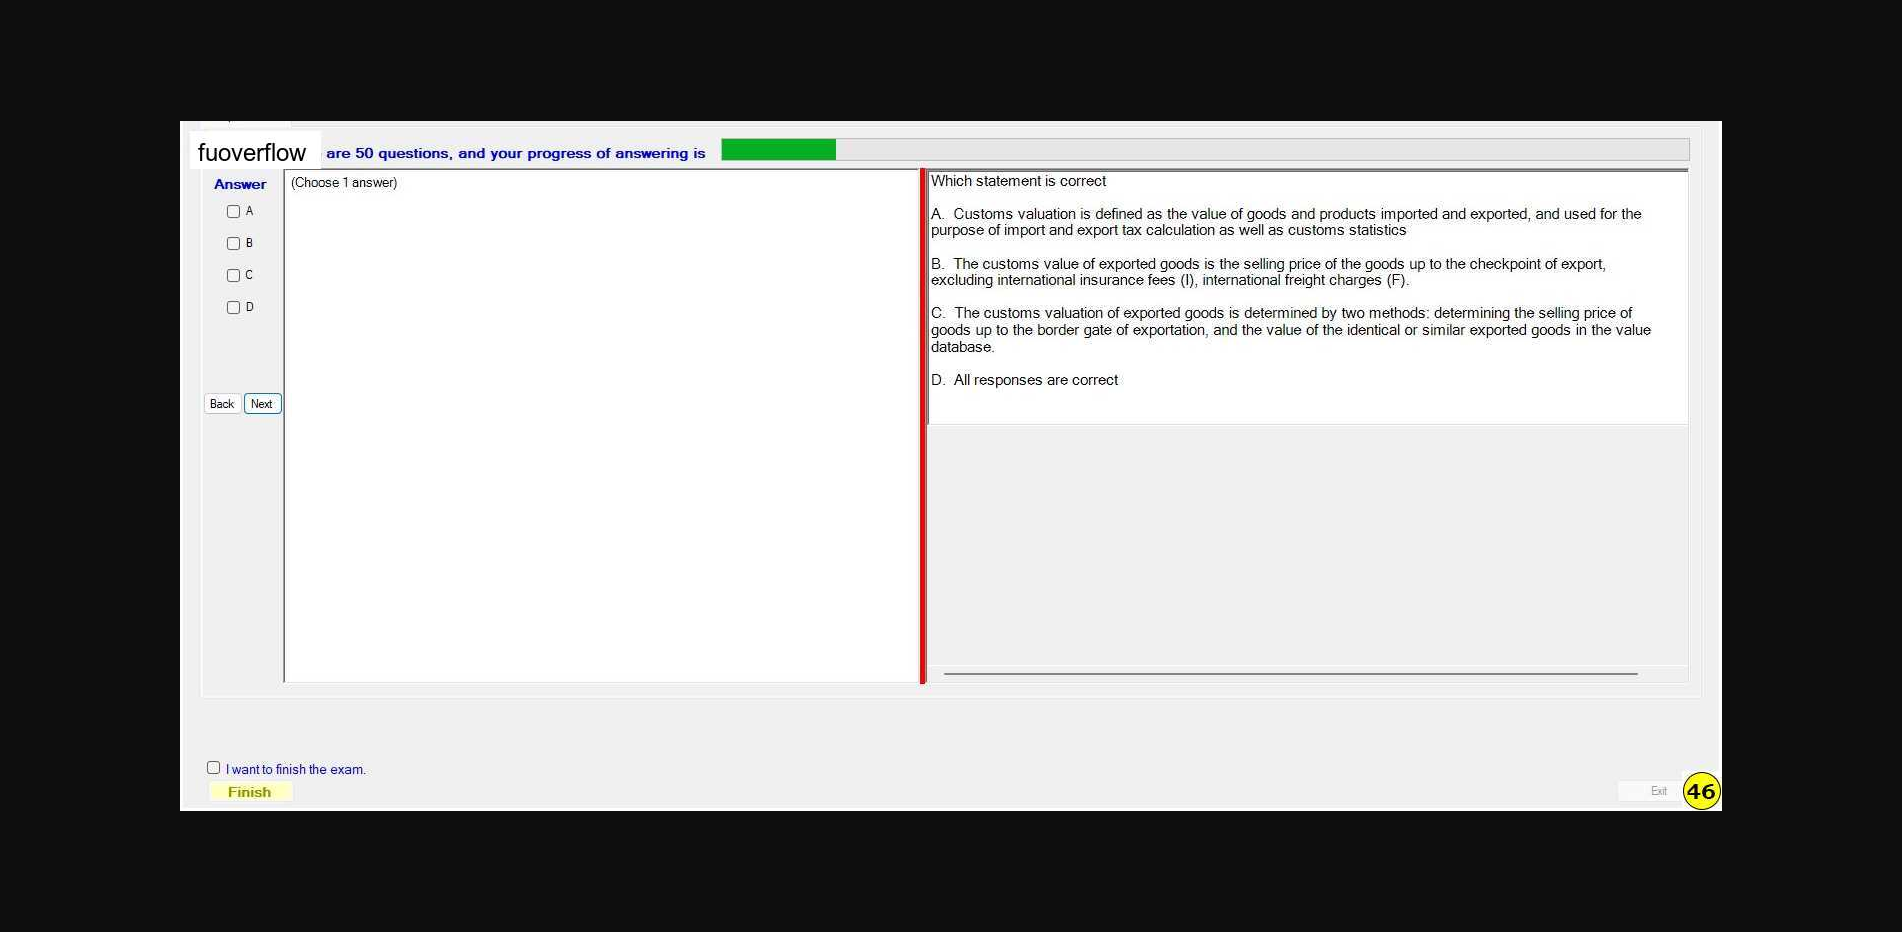 fuoverflow are 50 questions, and your progress of answering is
Answer
(Choose 1 answer)
A
B
C
D
Back Next
Which statement is correct
A. Customs valuation is defined as the value of goods and products imported and exported, and used for the
purpose of import and export tax calculation as well as customs statistics
B. The customs value of exported goods is the selling price of the goods up to the checkpoint of export,
excluding international insurance fees (I), international freight charges (F).
C. The customs valuation of exported goods is determined by two methods: determining the selling price of
goods up to the border gate of exportation, and the value of the identical or similar exported goods in the value
database.
D. All responses are correct
I want to finish the exam.
Finish
Exit
46